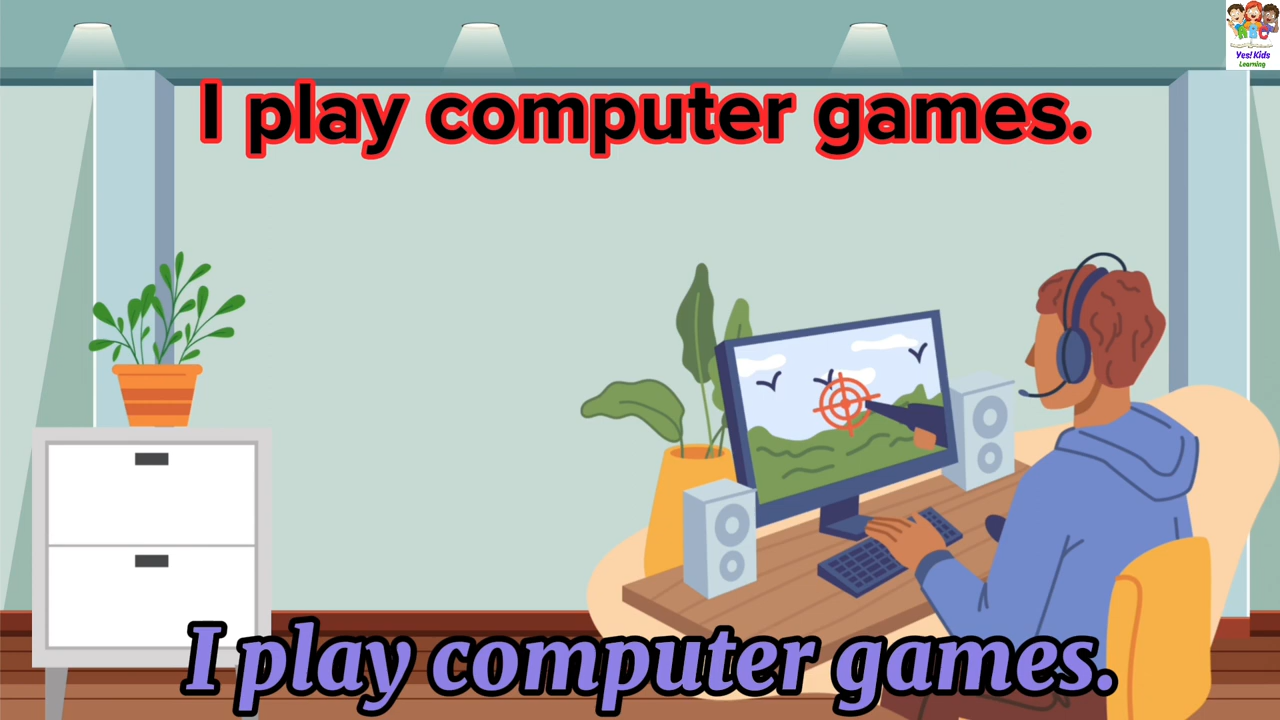 Yes! Kids
Learning
I play computer games.
I play computer games.